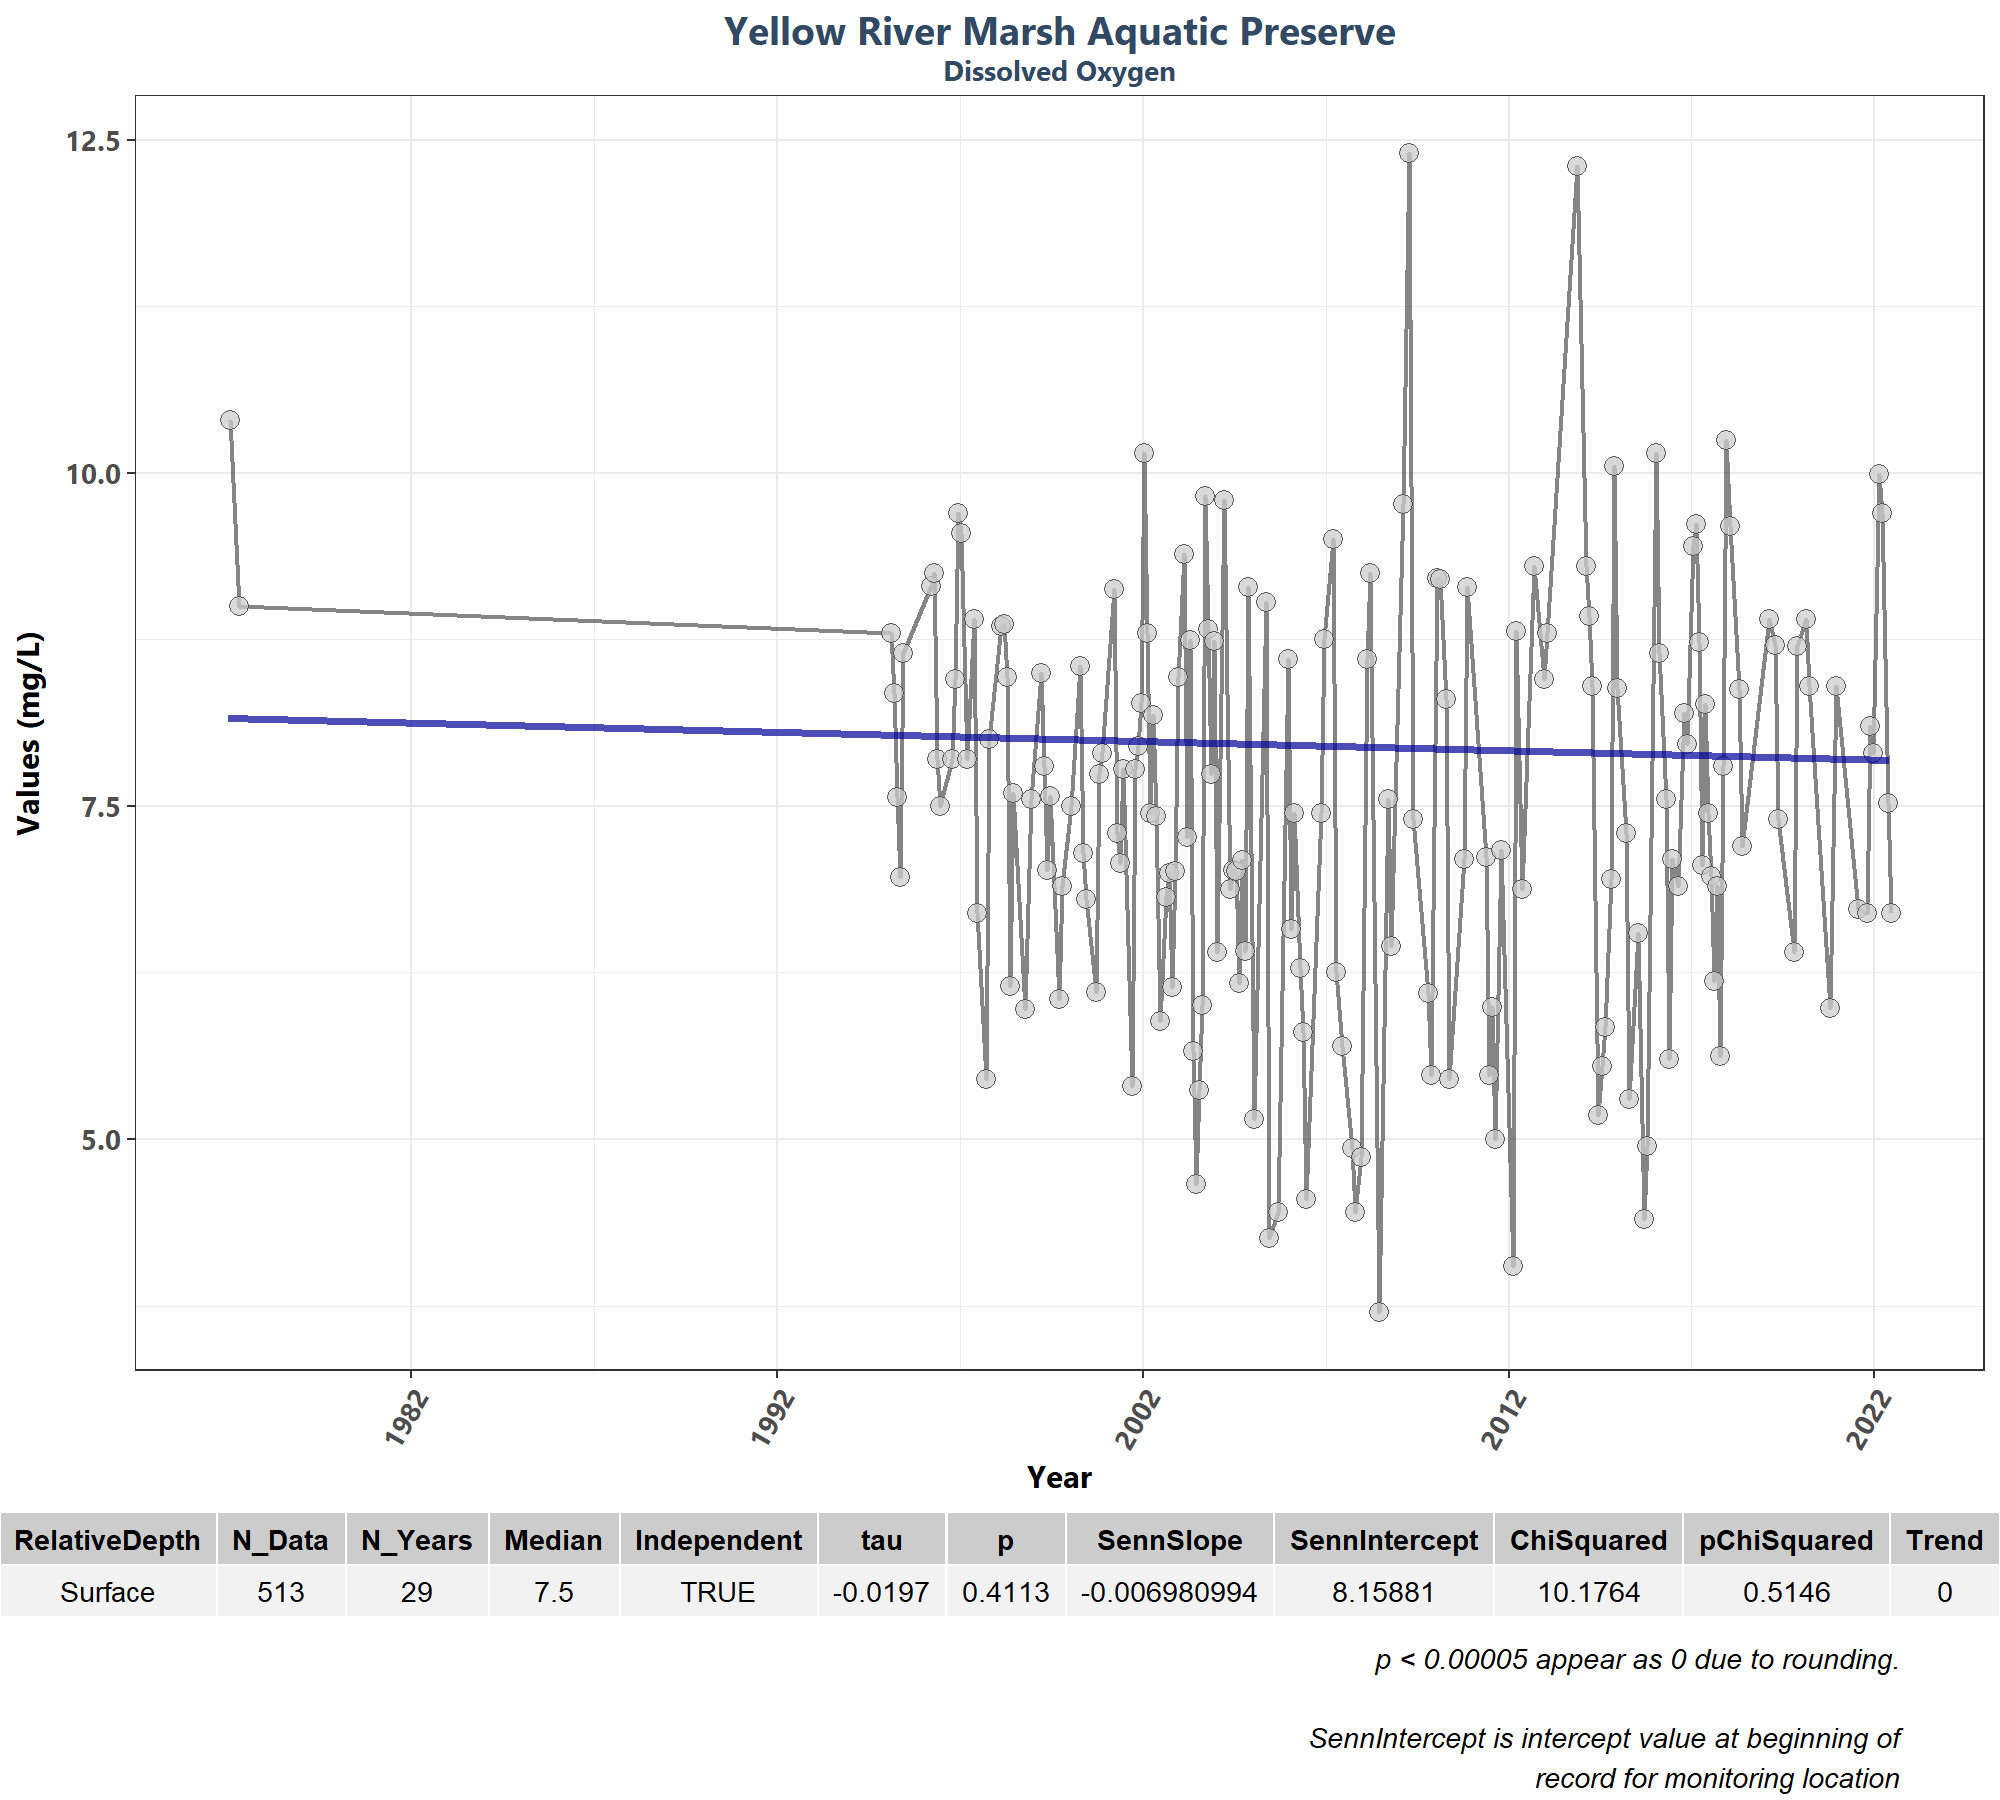 Yellow River Marsh Aquatic Preserve
Dissolved Oxygen
12.5
10.0
7.5
5.0
Values (mg/L)
1982
1992
2002
2012
2022
Year
RelativeDepth N_Data N_Years Median Independent tau p SennSlope SennIntercept ChiSquared pChiSquared Trend
Surface 513 29 7.5 TRUE -0.0197 0.4113 -0.006980994 8.15881 10.1764 0.5146 0
p < 0.00005 appear as 0 due to rounding.
SennIntercept is intercept value at beginning of
record for monitoring location